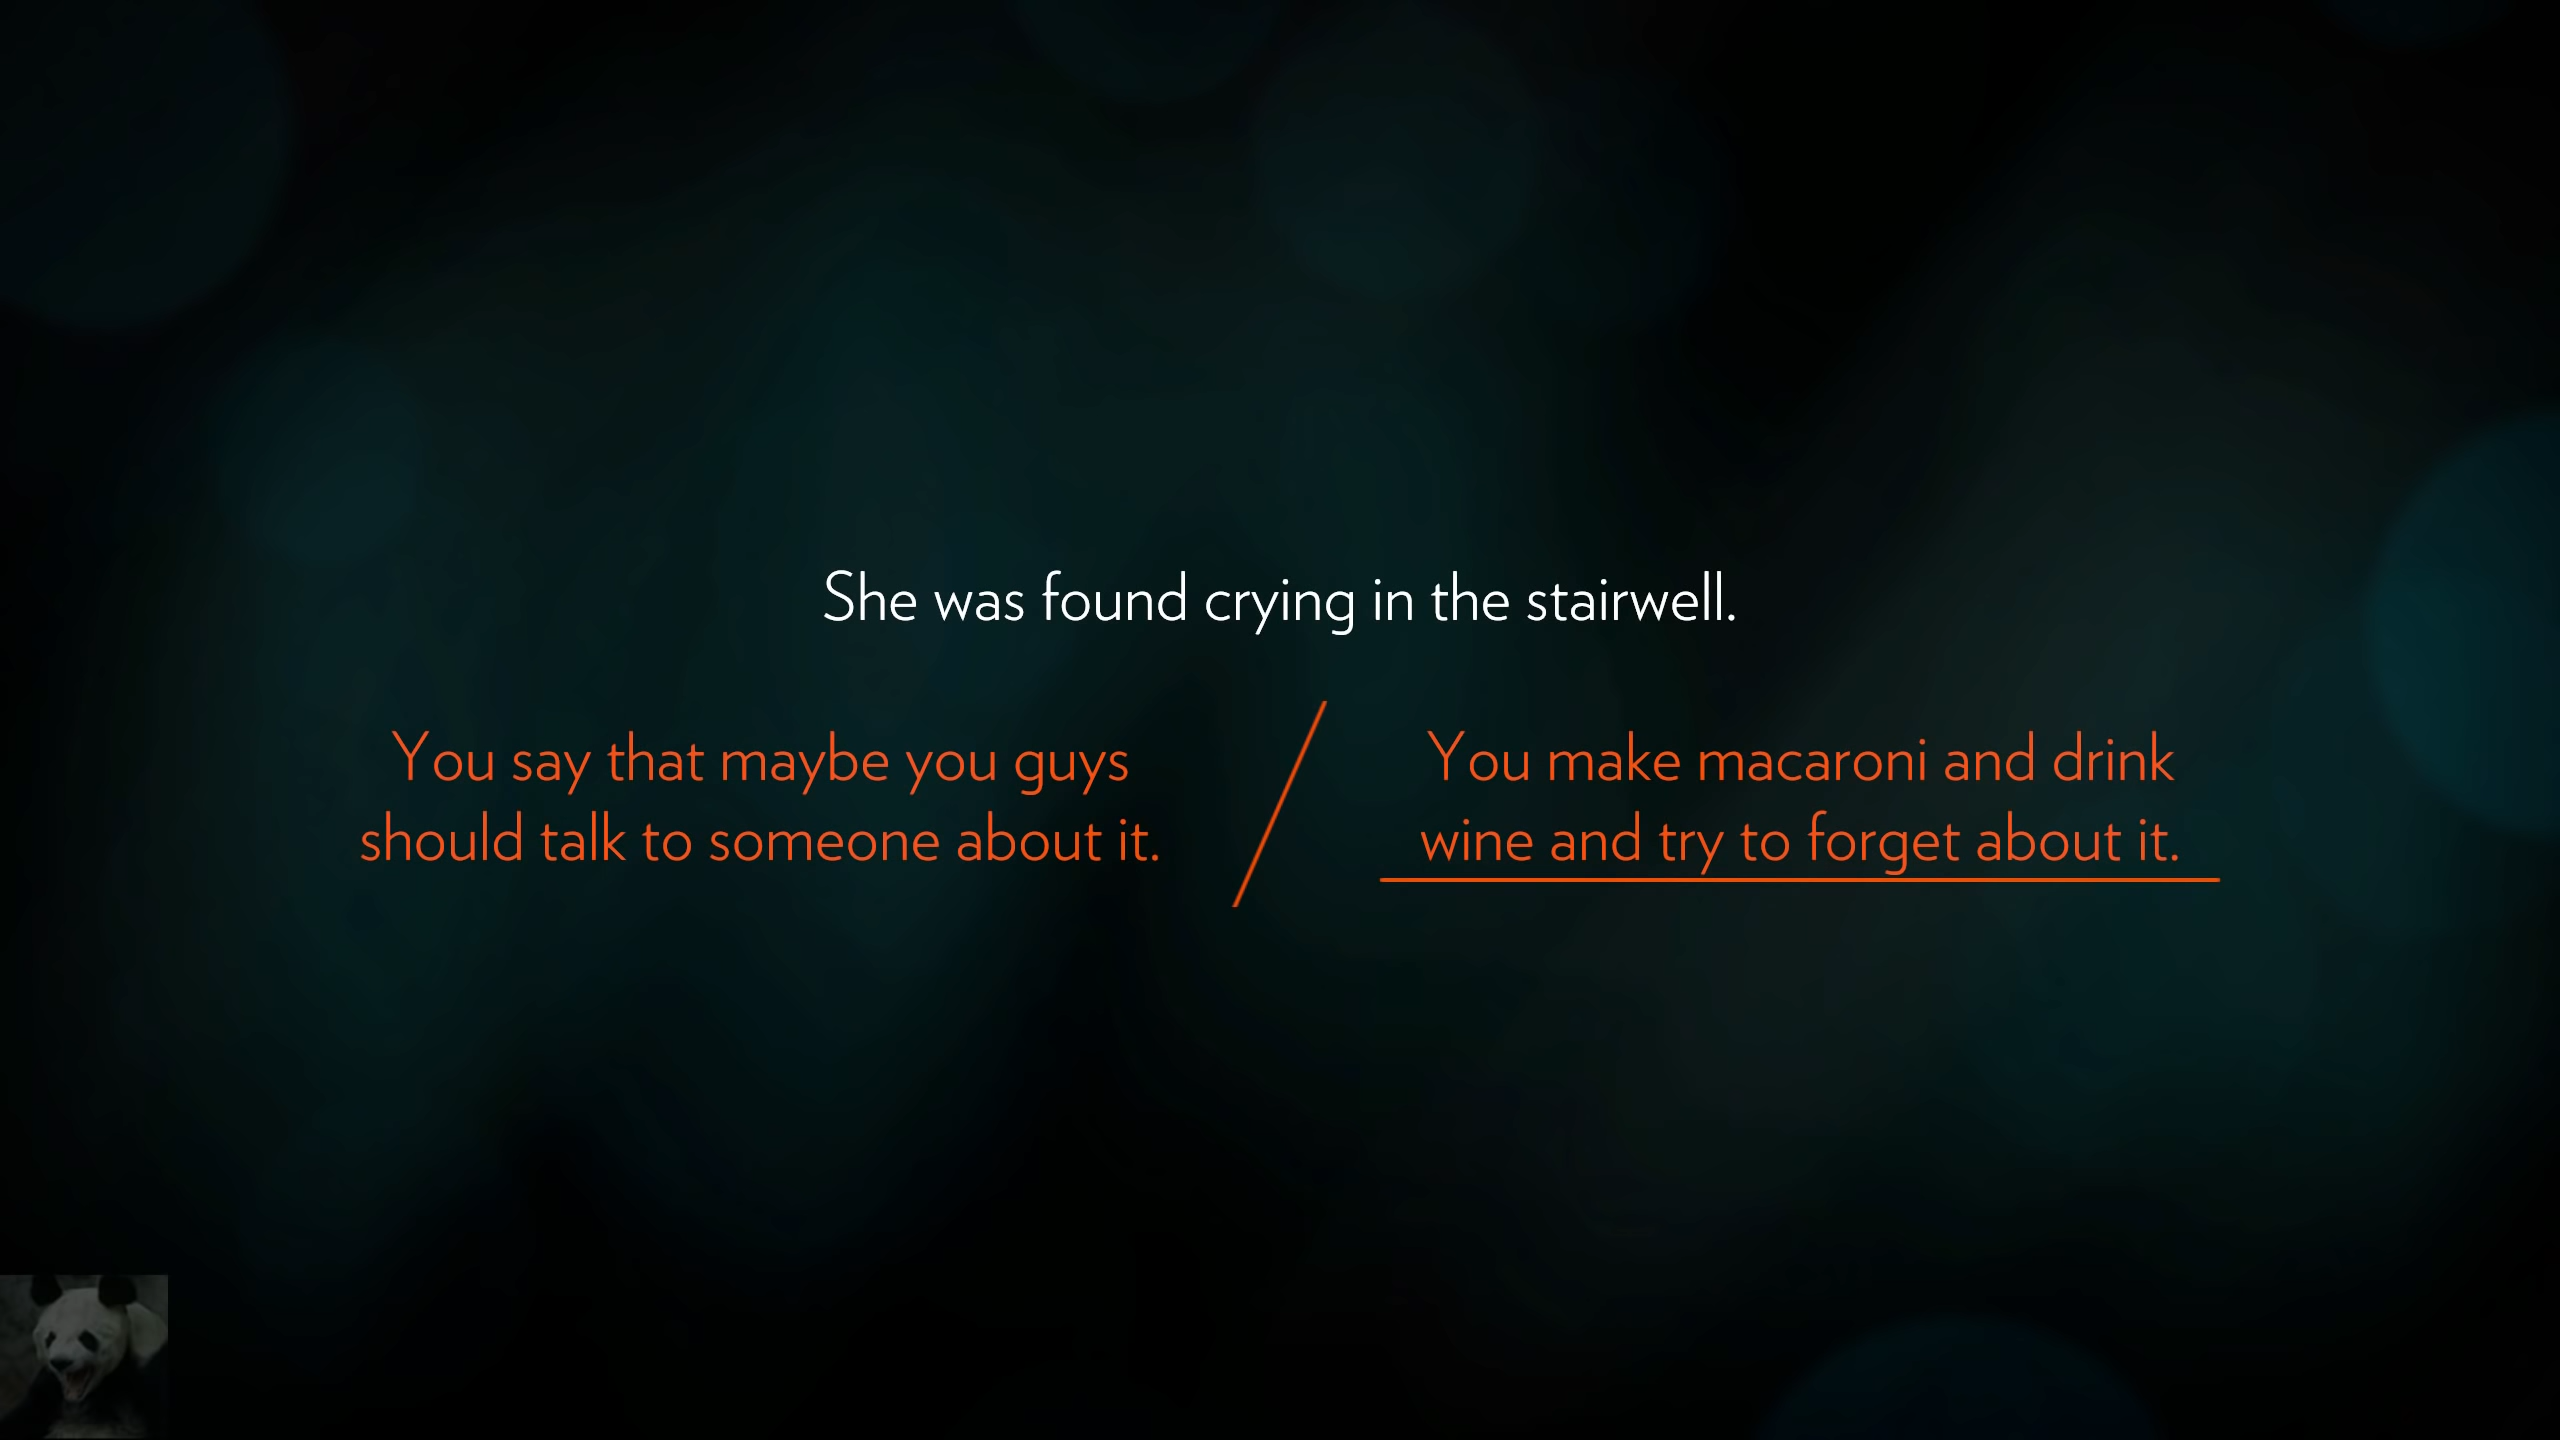 She was found crying in the stairwell.
You say that maybe you guys
should talk to someone about it.
You make macaroni and drink
wine and try to forget about it.